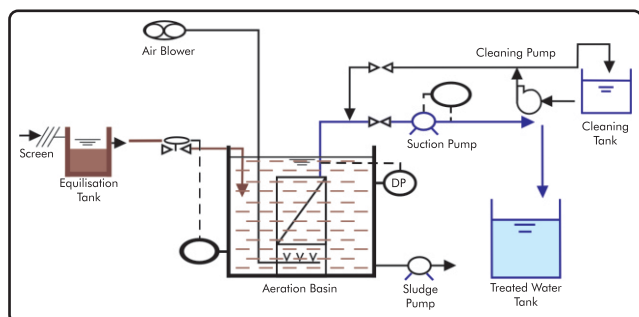 Air Blower
Cleaning Pump
Screen
Equilisation
Tank
Suction Pump
Cleaning
Tank
DP
Aeration Basin
Sludge
Pump
Treated Water
Tank